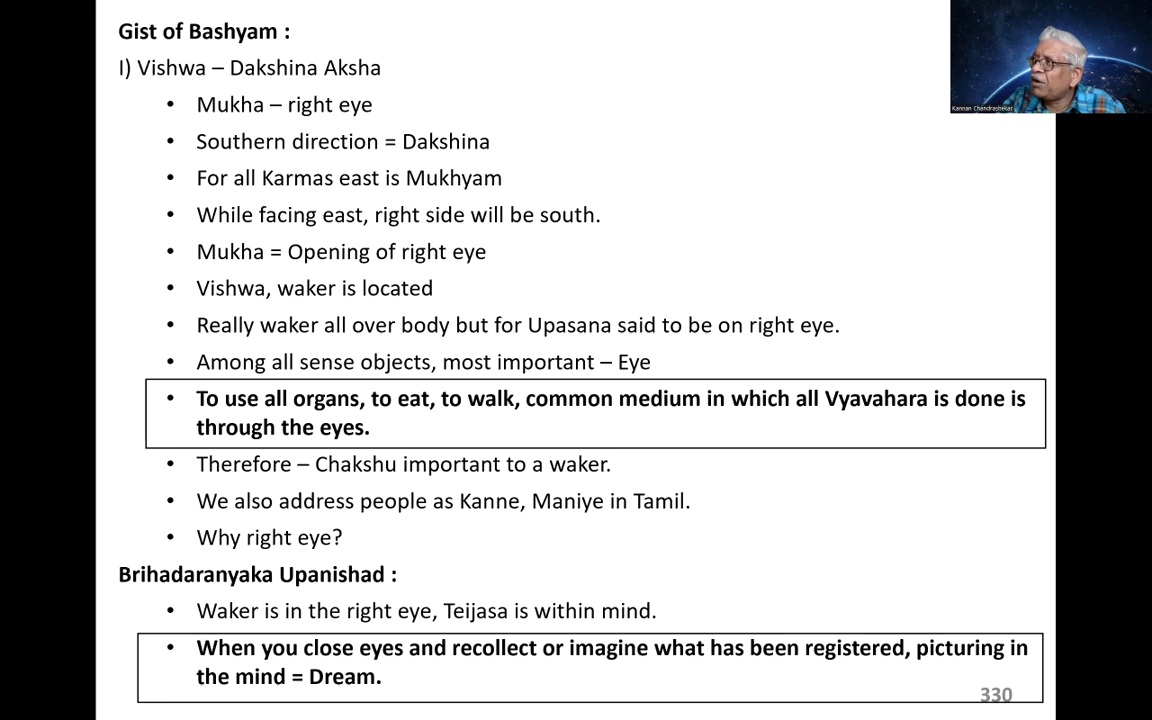 Gist of Bashyam :
I) Vishwa – Dakshina Aksha
• Mukha – right eye
• Southern direction = Dakshina
• For all Karmas east is Mukhyam
• While facing east, right side will be south.
• Mukha = Opening of right eye
• Vishwa, waker is located
• Really waker all over body but for Upasana said to be on right eye.
• Among all sense objects, most important – Eye
• To use all organs, to eat, to walk, common medium in which all Vyavahara is done is
through the eyes.
• Therefore – Chakshu important to a waker.
• We also address people as Kanne, Maniye in Tamil.
• Why right eye?
Brihadaranyaka Upanishad :
• Waker is in the right eye, Teijasa is within mind.
• When you close eyes and recollect or imagine what has been registered, picturing in
the mind = Dream.
330
Kannan Chandrashekar